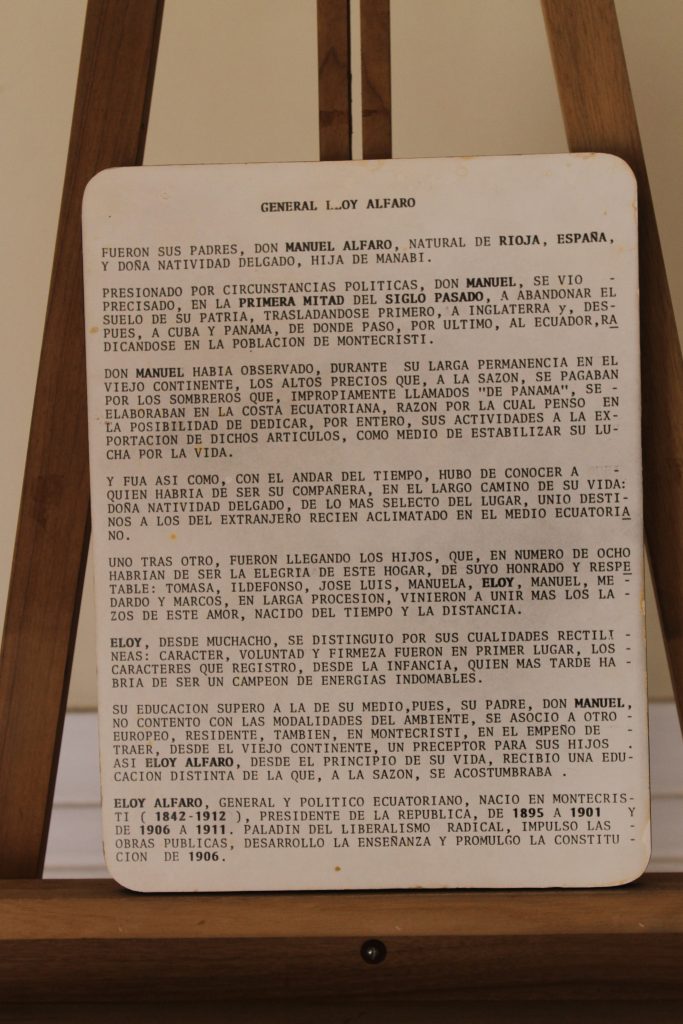 GENERAL ELOY ALFARO
FUERON SUS PADRES, DON MANUEL ALFARO, NATURAL DE RIOJA, ESPAÑA,
Y DOÑA NATIVIDAD DELGADO, HIJA DE MANABI.
PRESIONADO POR CIRCUNSTANCIAS POLITICAS, DON MANUEL, SE VIO -
PRECISADO, EN LA PRIMERA MITAD DEL SIGLO PASADO, A ABANDONAR EL
SUELO DE SU PATRIA, TRASLADANDOSE PRIMERO, A INGLATERRA y, DES-
PUES, A CUBA Y PANAMA, DE DONDE PASO, POR ULTIMO, AL ECUADOR,RA
DICANDOSE EN LA POBLACION DE MONTECRISTI.
DON MANUEL HABIA OBSERVADO, DURANTE SU LARGA PERMANENCIA EN EL
VIEJO CONTINENTE, LOS ALTOS PRECIOS QUE, A LA SAZON, SE PAGABAN
POR LOS SOMBREROS QUE, IMPROPIAMENTE LLAMADOS "DE PANAMA", SE -
ELABORABAN EN LA COSTA ECUATORIANA, RAZON POR LA CUAL PENSO EN
LA POSIBILIDAD DE DEDICAR, POR ENTERO, SUS ACTIVIDADES A LA EX-
PORTACION DE DICHOS ARTICULOS, COMO MEDIO DE ESTABILIZAR SU LU-
CHA POR LA VIDA.
Y FUA ASI COMO, CON EL ANDAR DEL TIEMPO, HUBO DE CONOCER A -
QUIEN HABRIA DE SER SU COMPAÑERA, EN EL LARGO CAMINO DE SU VIDA:
DOÑA NATIVIDAD DELGADO, DE LO MAS SELECTO DEL LUGAR, UNIO DESTI-
NOS A LOS DEL EXTRANJERO RECIEN ACLIMATADO EN EL MEDIO ECUATORIA
NO.
UNO TRAS OTRO, FUERON LLEGANDO LOS HIJOS, QUE, EN NUMERO DE OCHO
HABRIAN DE SER LA ELEGRIA DE ESTE HOGAR, DE SUYO HONRADO Y RESPE
TABLE: TOMASA, ILDEFONSO, JOSE LUIS, MANUELA, ELOY, MANUEL, ME -
DARDO Y MARCOS, EN LARGA PROCESION, VINIERON A UNIR MAS LOS LA -
ZOS DE ESTE AMOR, NACIDO DEL TIEMPO Y LA DISTANCIA.
ELOY, DESDE MUCHACHO, SE DISTINGUIO POR SUS CUALIDADES RECTILI -
NEAS: CARACTER, VOLUNTAD Y FIRMEZA FUERON EN PRIMER LUGAR, LOS -
CARACTERES QUE REGISTRO, DESDE LA INFANCIA, QUIEN MAS TARDE HA -
BRIA DE SER UN CAMPEON DE ENERGIAS INDOMABLES.
SU EDUCACION SUPERO A LA DE SU MEDIO,PUES, SU PADRE, DON MANUEL,
NO CONTENTO CON LAS MODALIDADES DEL AMBIENTE, SE ASOCIO A OTRO -
EUROPEO, RESIDENTE, TAMBIEN, EN MONTECRISTI, EN EL EMPEÑO DE -
TRAER, DESDE EL VIEJO CONTINENTE, UN PRECEPTOR PARA SUS HIJOS .
ASI ELOY ALFARO, DESDE EL PRINCIPIO DE SU VIDA, RECIBIO UNA EDU-
CACION DISTINTA DE LA QUE, A LA SAZON, SE ACOSTUMBRABA .
ELOY ALFARO, GENERAL Y POLITICO ECUATORIANO, NACIO EN MONTECRIS-
TI ( 1842-1912 ), PRESIDENTE DE LA REPUBLICA, DE 1895 A 1901 Y
DE 1906 A 1911. PALADIN DEL LIBERALISMO RADICAL, IMPULSO LAS -
OBRAS PUBLICAS, DESARROLLO LA ENSEÑANZA Y PROMULGO LA CONSTITU -
CION DE 1906.